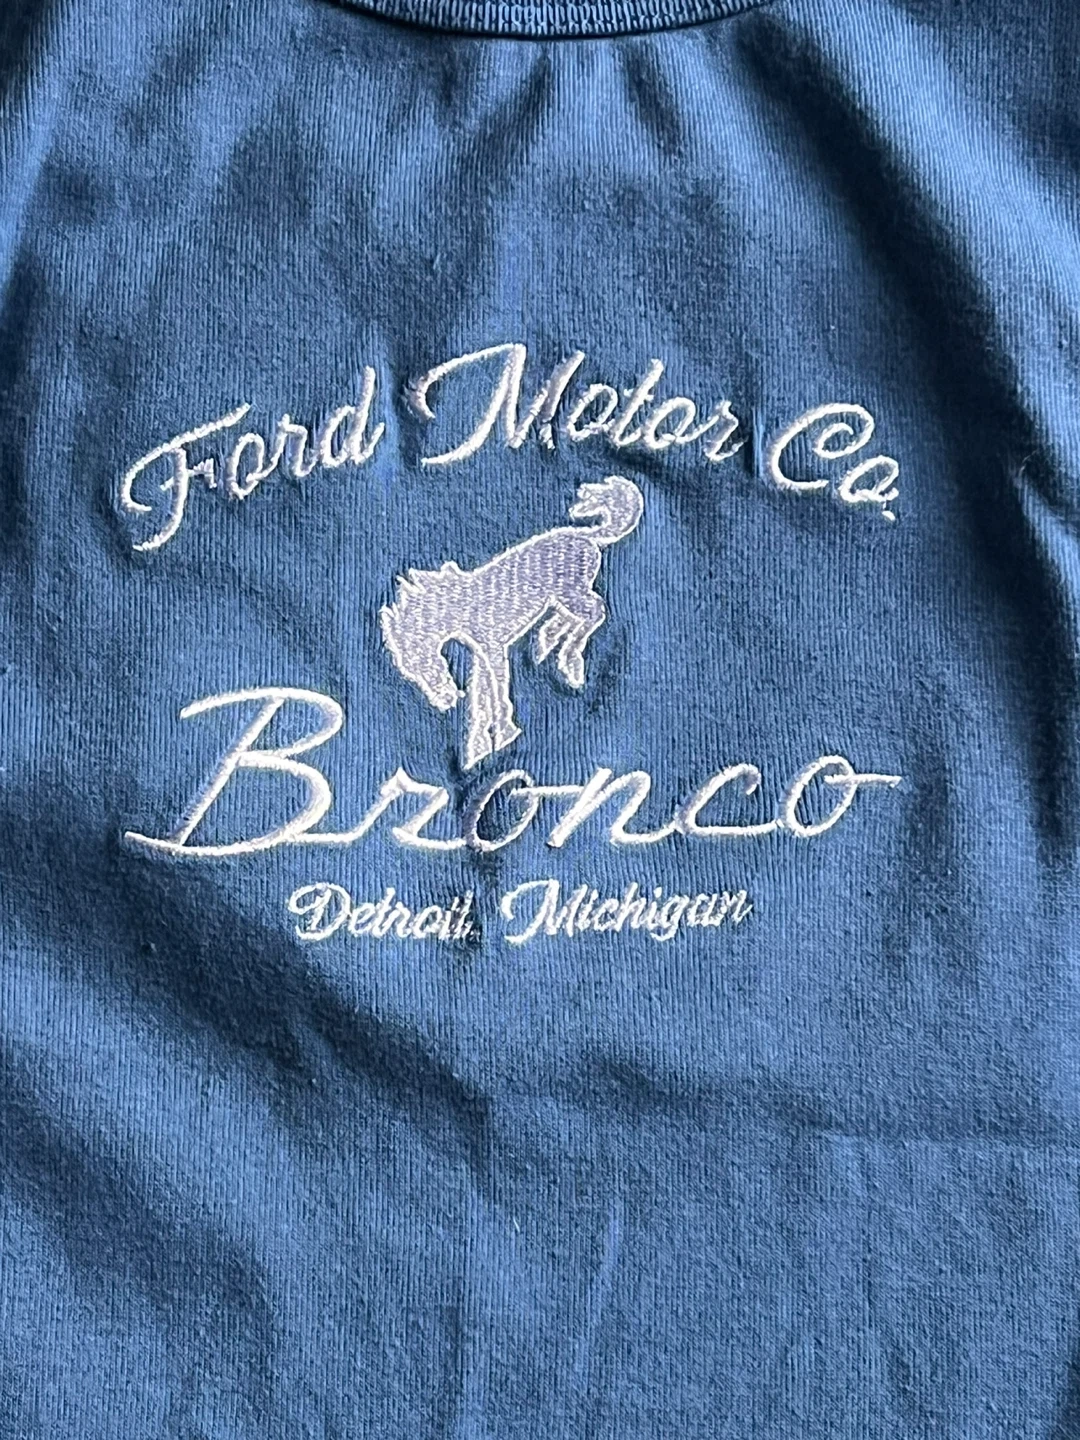 Ford Motor Co.
Bronco
Detroit, Michigan